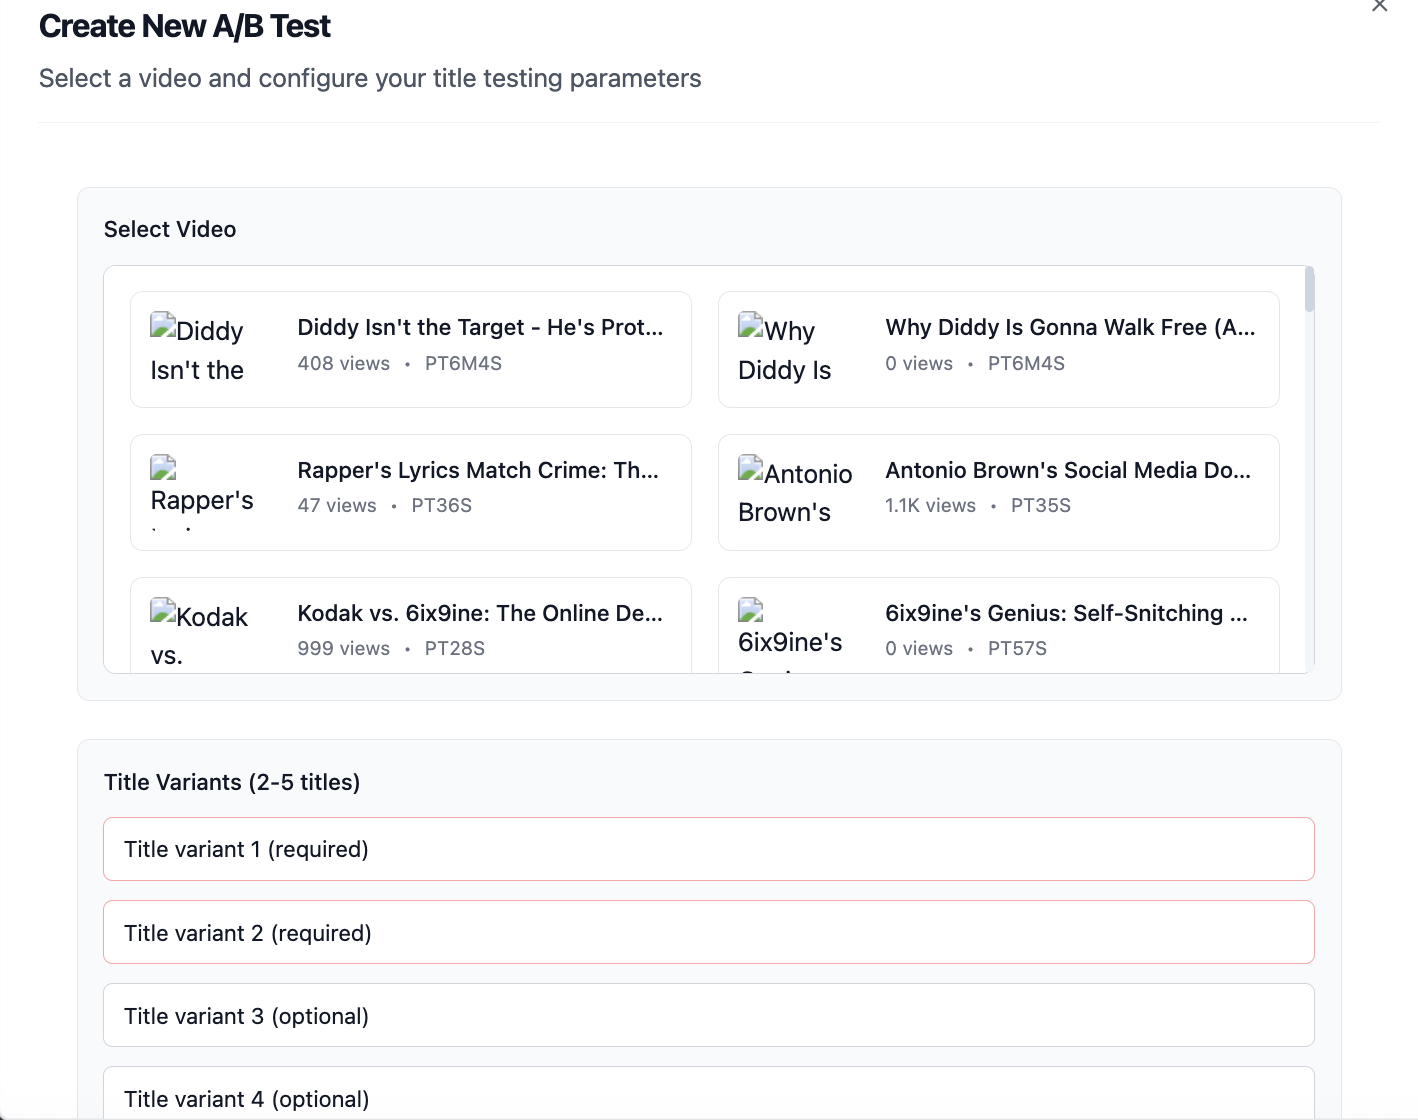 Create New A/B Test
Select a video and configure your title testing parameters
Select Video
Diddy
Isn't the
Diddy Isn't the Target - He's Prot...
408 views • PT6M4S
Why
Diddy Is
Why Diddy Is Gonna Walk Free (A...
0 views • PT6M4S
Rapper's
Rapper's Lyrics Match Crime: Th...
47 views • PT36S
Antonio
Brown's
Antonio Brown's Social Media Do...
1.1K views • PT35S
Kodak
vs.
Kodak vs. 6ix9ine: The Online De...
999 views • PT28S
6ix9ine's
6ix9ine's Genius: Self-Snitching ...
0 views • PT57S
Title Variants (2-5 titles)
Title variant 1 (required)
Title variant 2 (required)
Title variant 3 (optional)
Title variant 4 (optional)